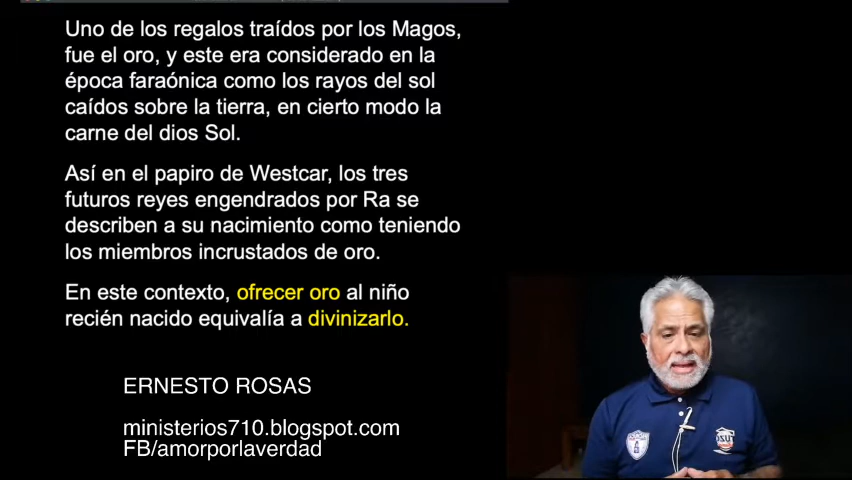 Uno de los regalos traídos por los Magos,
fue el oro, y este era considerado en la
época faraónica como los rayos del sol
caídos sobre la tierra, en cierto modo la
carne del dios Sol.
Así en el papiro de Westcar, los tres
futuros reyes engendrados por Ra se
describen a su nacimiento como teniendo
los miembros incrustados de oro.
En este contexto, ofrecer oro al niño
recién nacido equivalía a divinizarlo.
ERNESTO ROSAS
ministerios710.blogspot.com
FB/amorporlaverdad